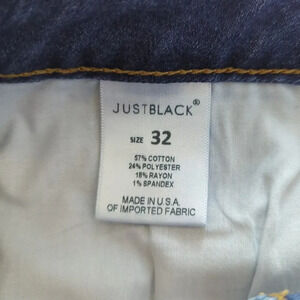 JUSTBLACK®
SIZE 32
57% COTTON
24% POLYESTER
18% RAYON
1% SPANDEX
MADE IN U.S.A.
OF IMPORTED FABRIC